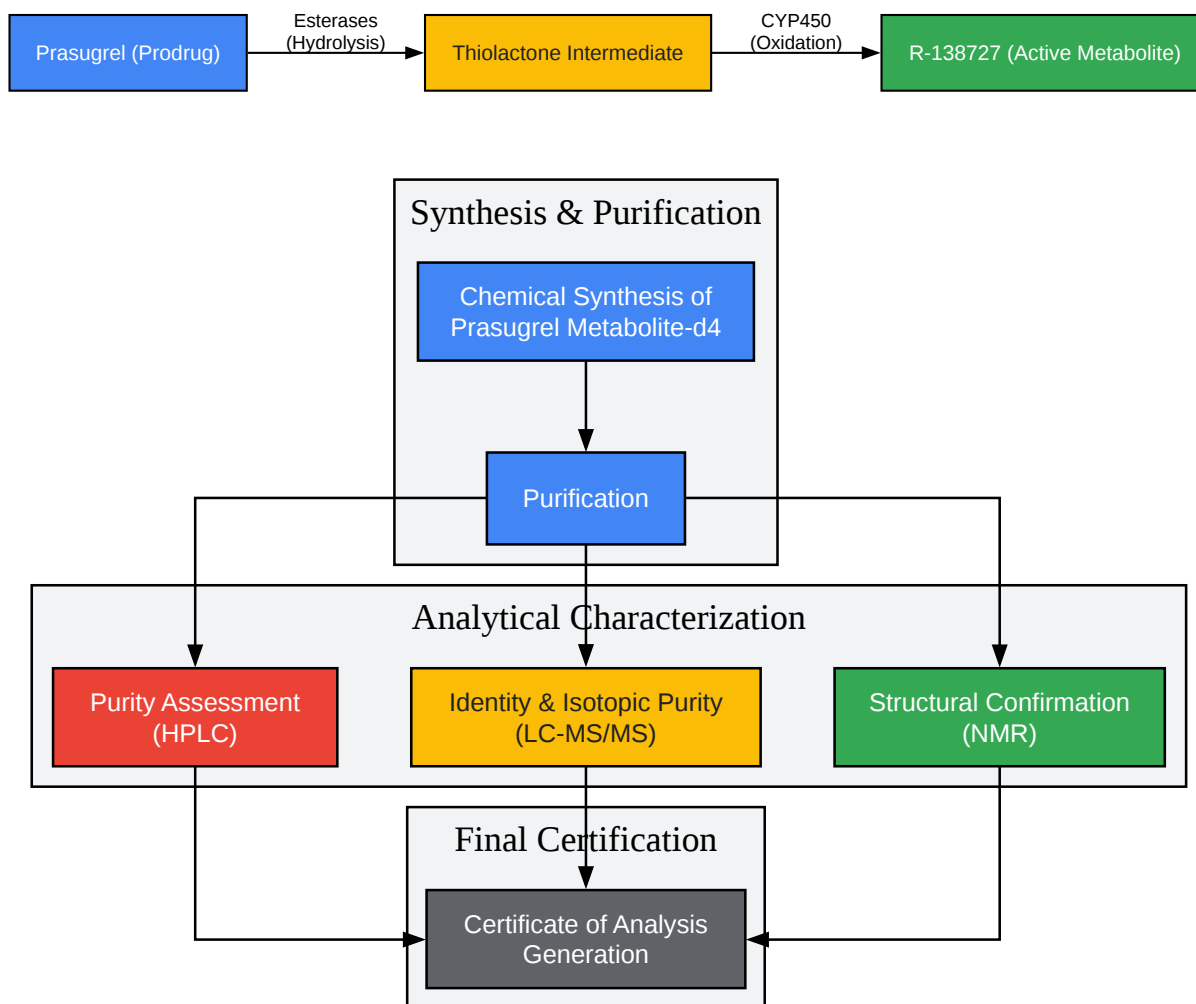 Esterases
(Hydrolysis)
CYP450
(Oxidation)
Prasugrel (Prodrug)
Thiolactone Intermediate
R-138727 (Active Metabolite)
Synthesis & Purification
Chemical Synthesis of
Prasugrel Metabolite-d4
Purification
Analytical Characterization
Purity Assessment
(HPLC)
Identity & Isotopic Purity
(LC-MS/MS)
Structural Confirmation
(NMR)
Final Certification
Certificate of Analysis
Generation